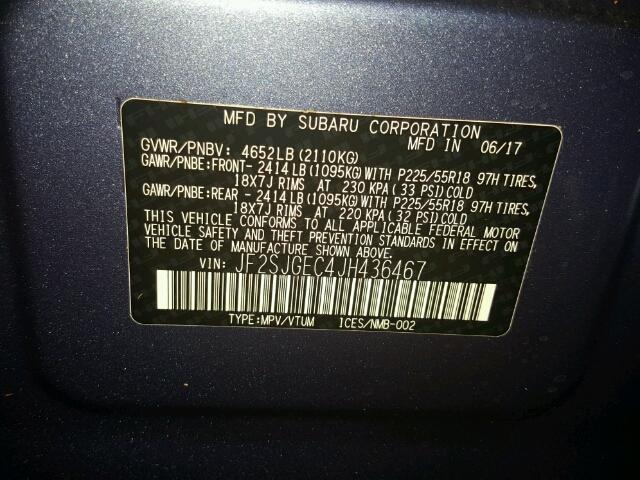 MFD BY SUBARU CORPORATION
GVWR/PNBV: 4652LB(2110KG) MFD IN 06/17
GAWR/PNBE:FRONT-2414LB(1095KG)WITH P225/55R18 97H TIRES,
18X7J RIMS AT 230 KPA(33 PSI)COLD
GAWR/PNBE:REAR -2414LB(1095KG)WITH P225/55R18 97H TIRES,
18X7J RIMS AT 220 KPA(32 PSI)COLD
THIS VEHICLE CONFORMS TO ALL APPLICABLE FEDERAL MOTOR
VEHICLE SAFETY AND THEFT PREVENTION STANDARDS IN EFFECT ON
THE DATE OF MANUFACTURE SHOWN ABOVE.
VIN: JF2SJGEC4JH436467
TYPE:MPV/VTUM ICES/NMB-002